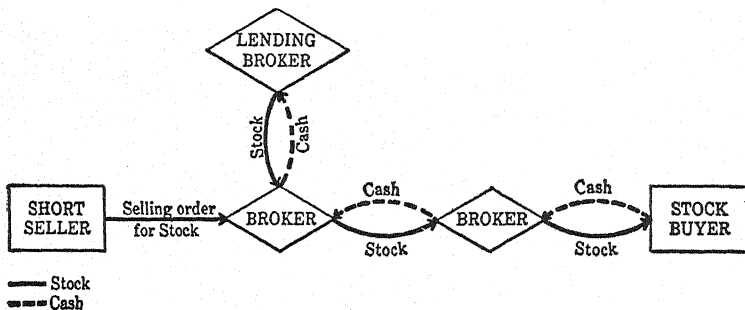 LENDING
BROKER
Stock
Cash
SHORT
SELLER
Selling order
for Stock
BROKER
Cash
Stock
BROKER
Cash
Stock
STOCK
BUYER
Stock
Cash